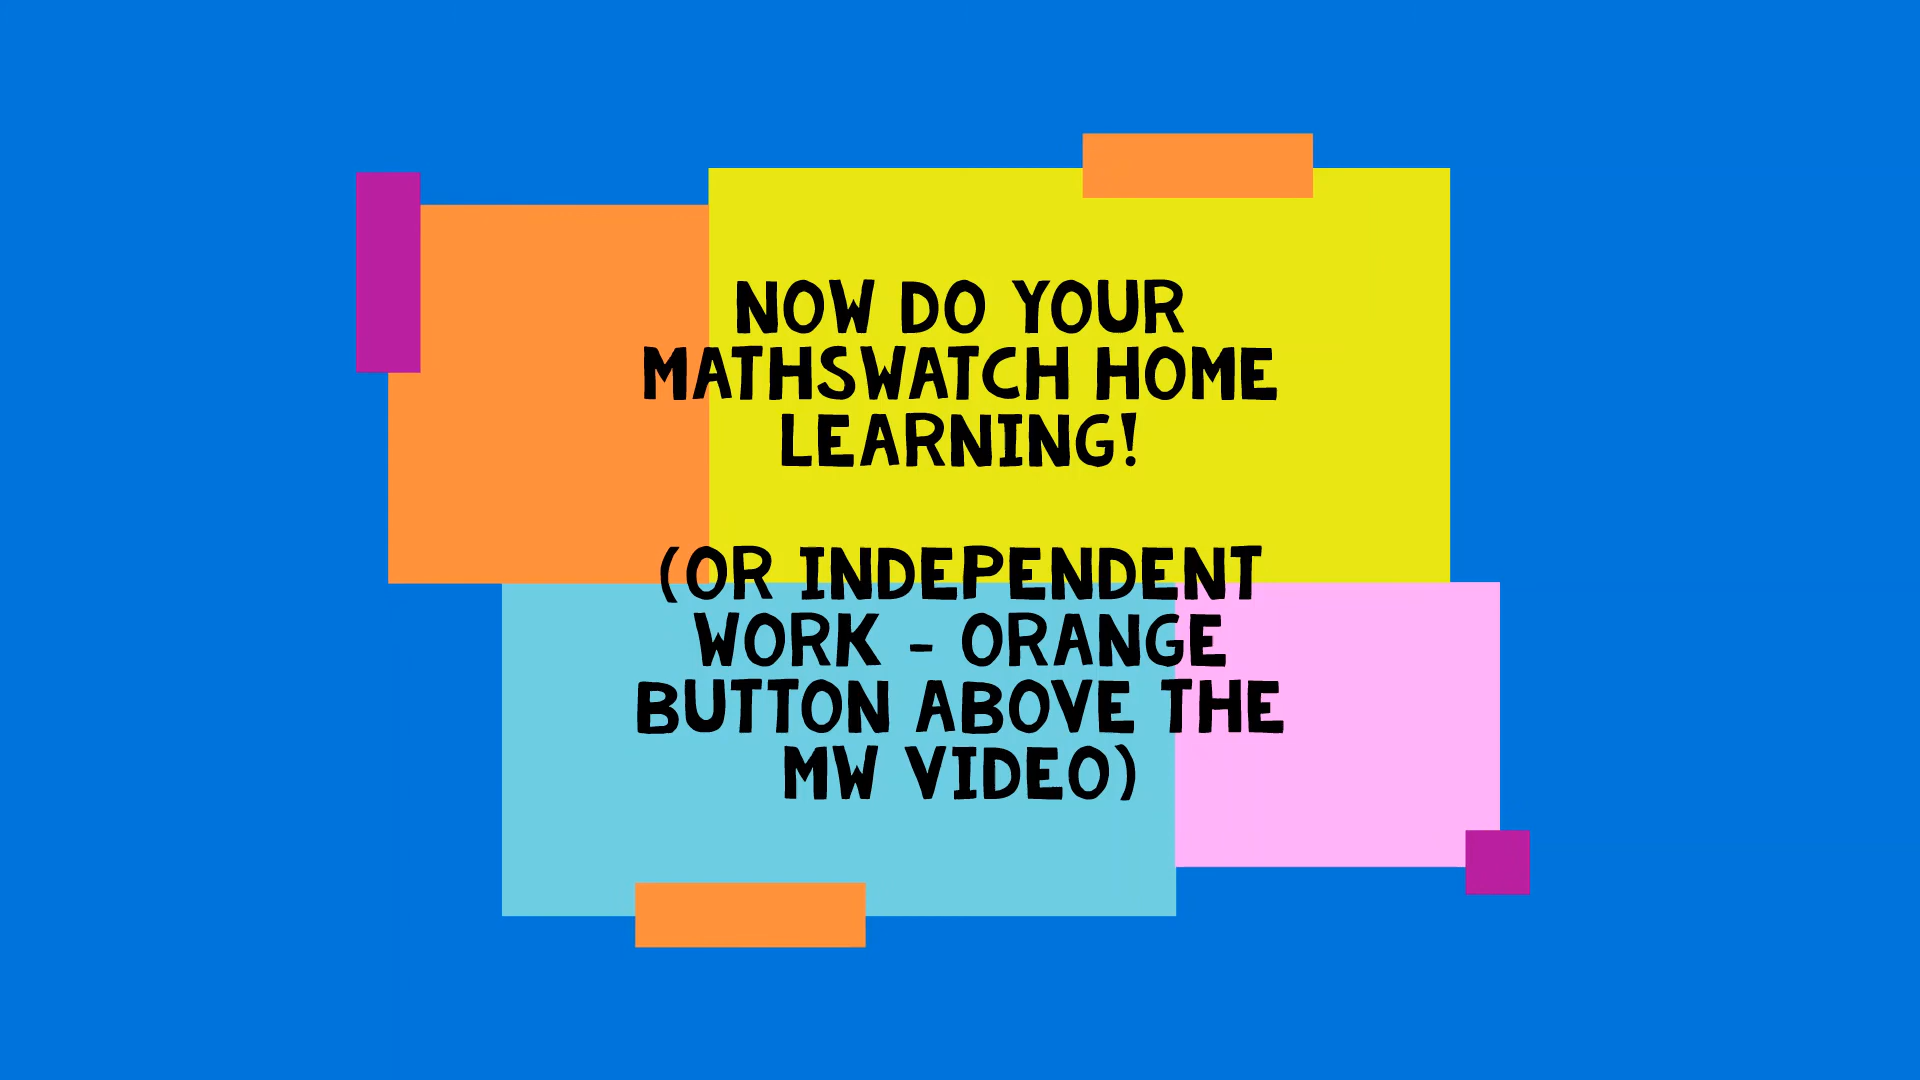 NOW DO YOUR
MATHSWATCH HOME
LEARNING!
(OR INDEPENDENT
WORK - ORANGE
BUTTON ABOVE THE
MW VIDEO)